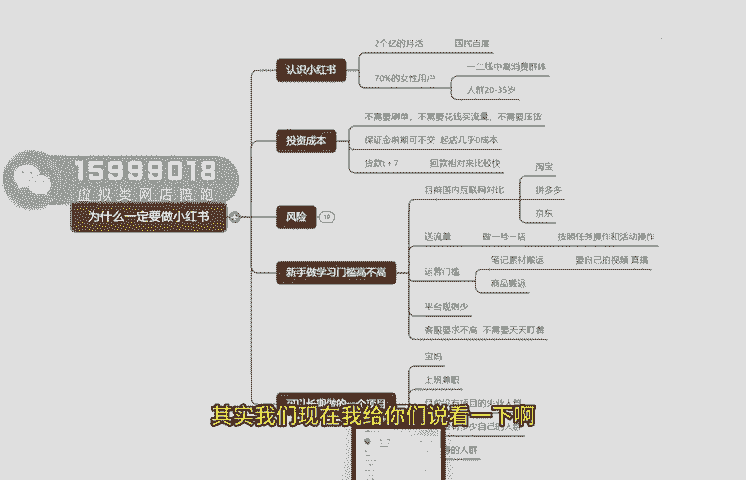 2个亿的月活 国民百度
认识小红书
70%的女性用户
一二线中高消费群体
人群20-35岁
不需要刷单，不需要花钱买流量，不需要压货
投资成本
保证金前期可不交 起店几乎0成本
货款t+7 回款相对来比较快
15999018
虚拟类网店陪跑
为什么一定要做小红书
风险
10
目前国内互联网对比
淘宝
拼多多
京东
新手做学习门槛高不高
送流量 做一号一店 按照任务操作和活动操作
运营门槛
笔记素材搬运 要自己拍视频 直播
商品搬运
平台规则少
客服要求不高 不需要天天盯着
可以长期做的一个项目
宝妈
上班兼职
其实我们现在我给你们说看一下啊
的人群